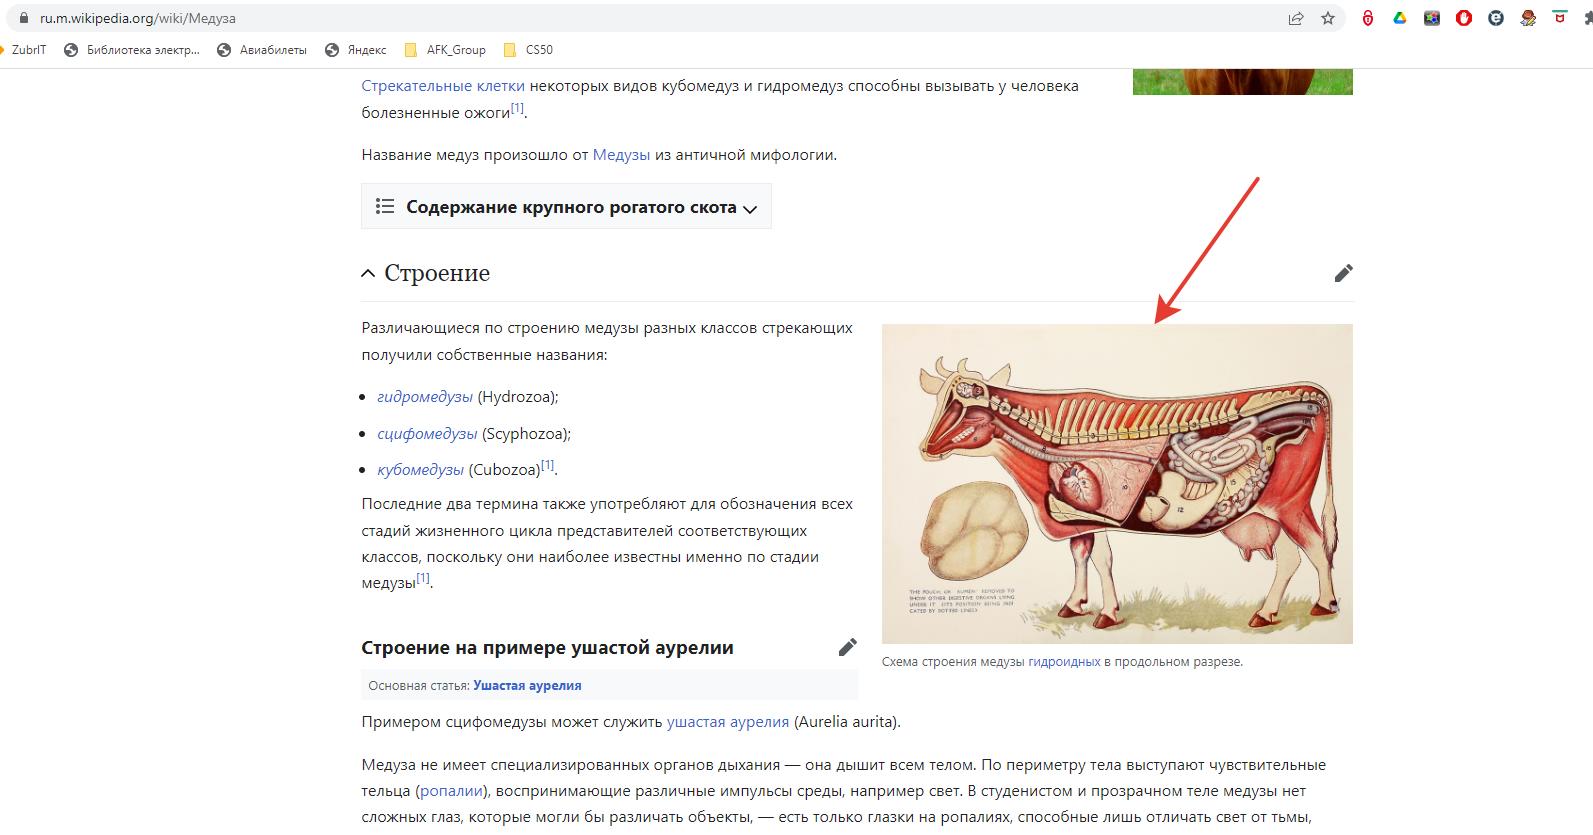 ru.m.wikipedia.org/wiki/Медуза
ZubrIT
Библиотека электр...
Авиабилеты
Яндекс
AFK_Group
CS50
Стрекательные клетки некоторых видов кубомедуз и гидромедуз способны вызывать у человека
болезненные ожоги[1].
Название медуз произошло от Медузы из античной мифологии.
Содержание крупного рогатого скота
Строение
Различающиеся по строению медузы разных классов стрекающих
получили собственные названия:
• гидромедузы (Hydrozoa);
• сцифомедузы (Scyphozoa);
• кубомедузы (Cubozoa)[1].
Последние два термина также употребляют для обозначения всех
стадий жизненного цикла представителей соответствующих
классов, поскольку они наиболее известны именно по стадии
медузы[1].
THE POUCH, OR RUMEN REMOVED TO
SHOW OTHER DIGESTIVE ORGANS LYING
UNDER IT
POSITION BEING INDI
CATED BY DOTTED LINES
Схема строения медузы гидроидных в продольном разрезе.
Строение на примере ушастой аурелии
Основная статья: Ушастая аурелия
Примером сцифомедузы может служить ушастая аурелия (Aurelia aurita).
Медуза не имеет специализированных органов дыхания — она дышит всем телом. По периметру тела выступают чувствительные
тельца (ропалии), воспринимающие различные импульсы среды, например свет. В студенистом и прозрачном теле медузы нет
сложных глаз, которые могли бы различать объекты, — есть только глазки на ропалиях, способные лишь отличать свет от тьмы,